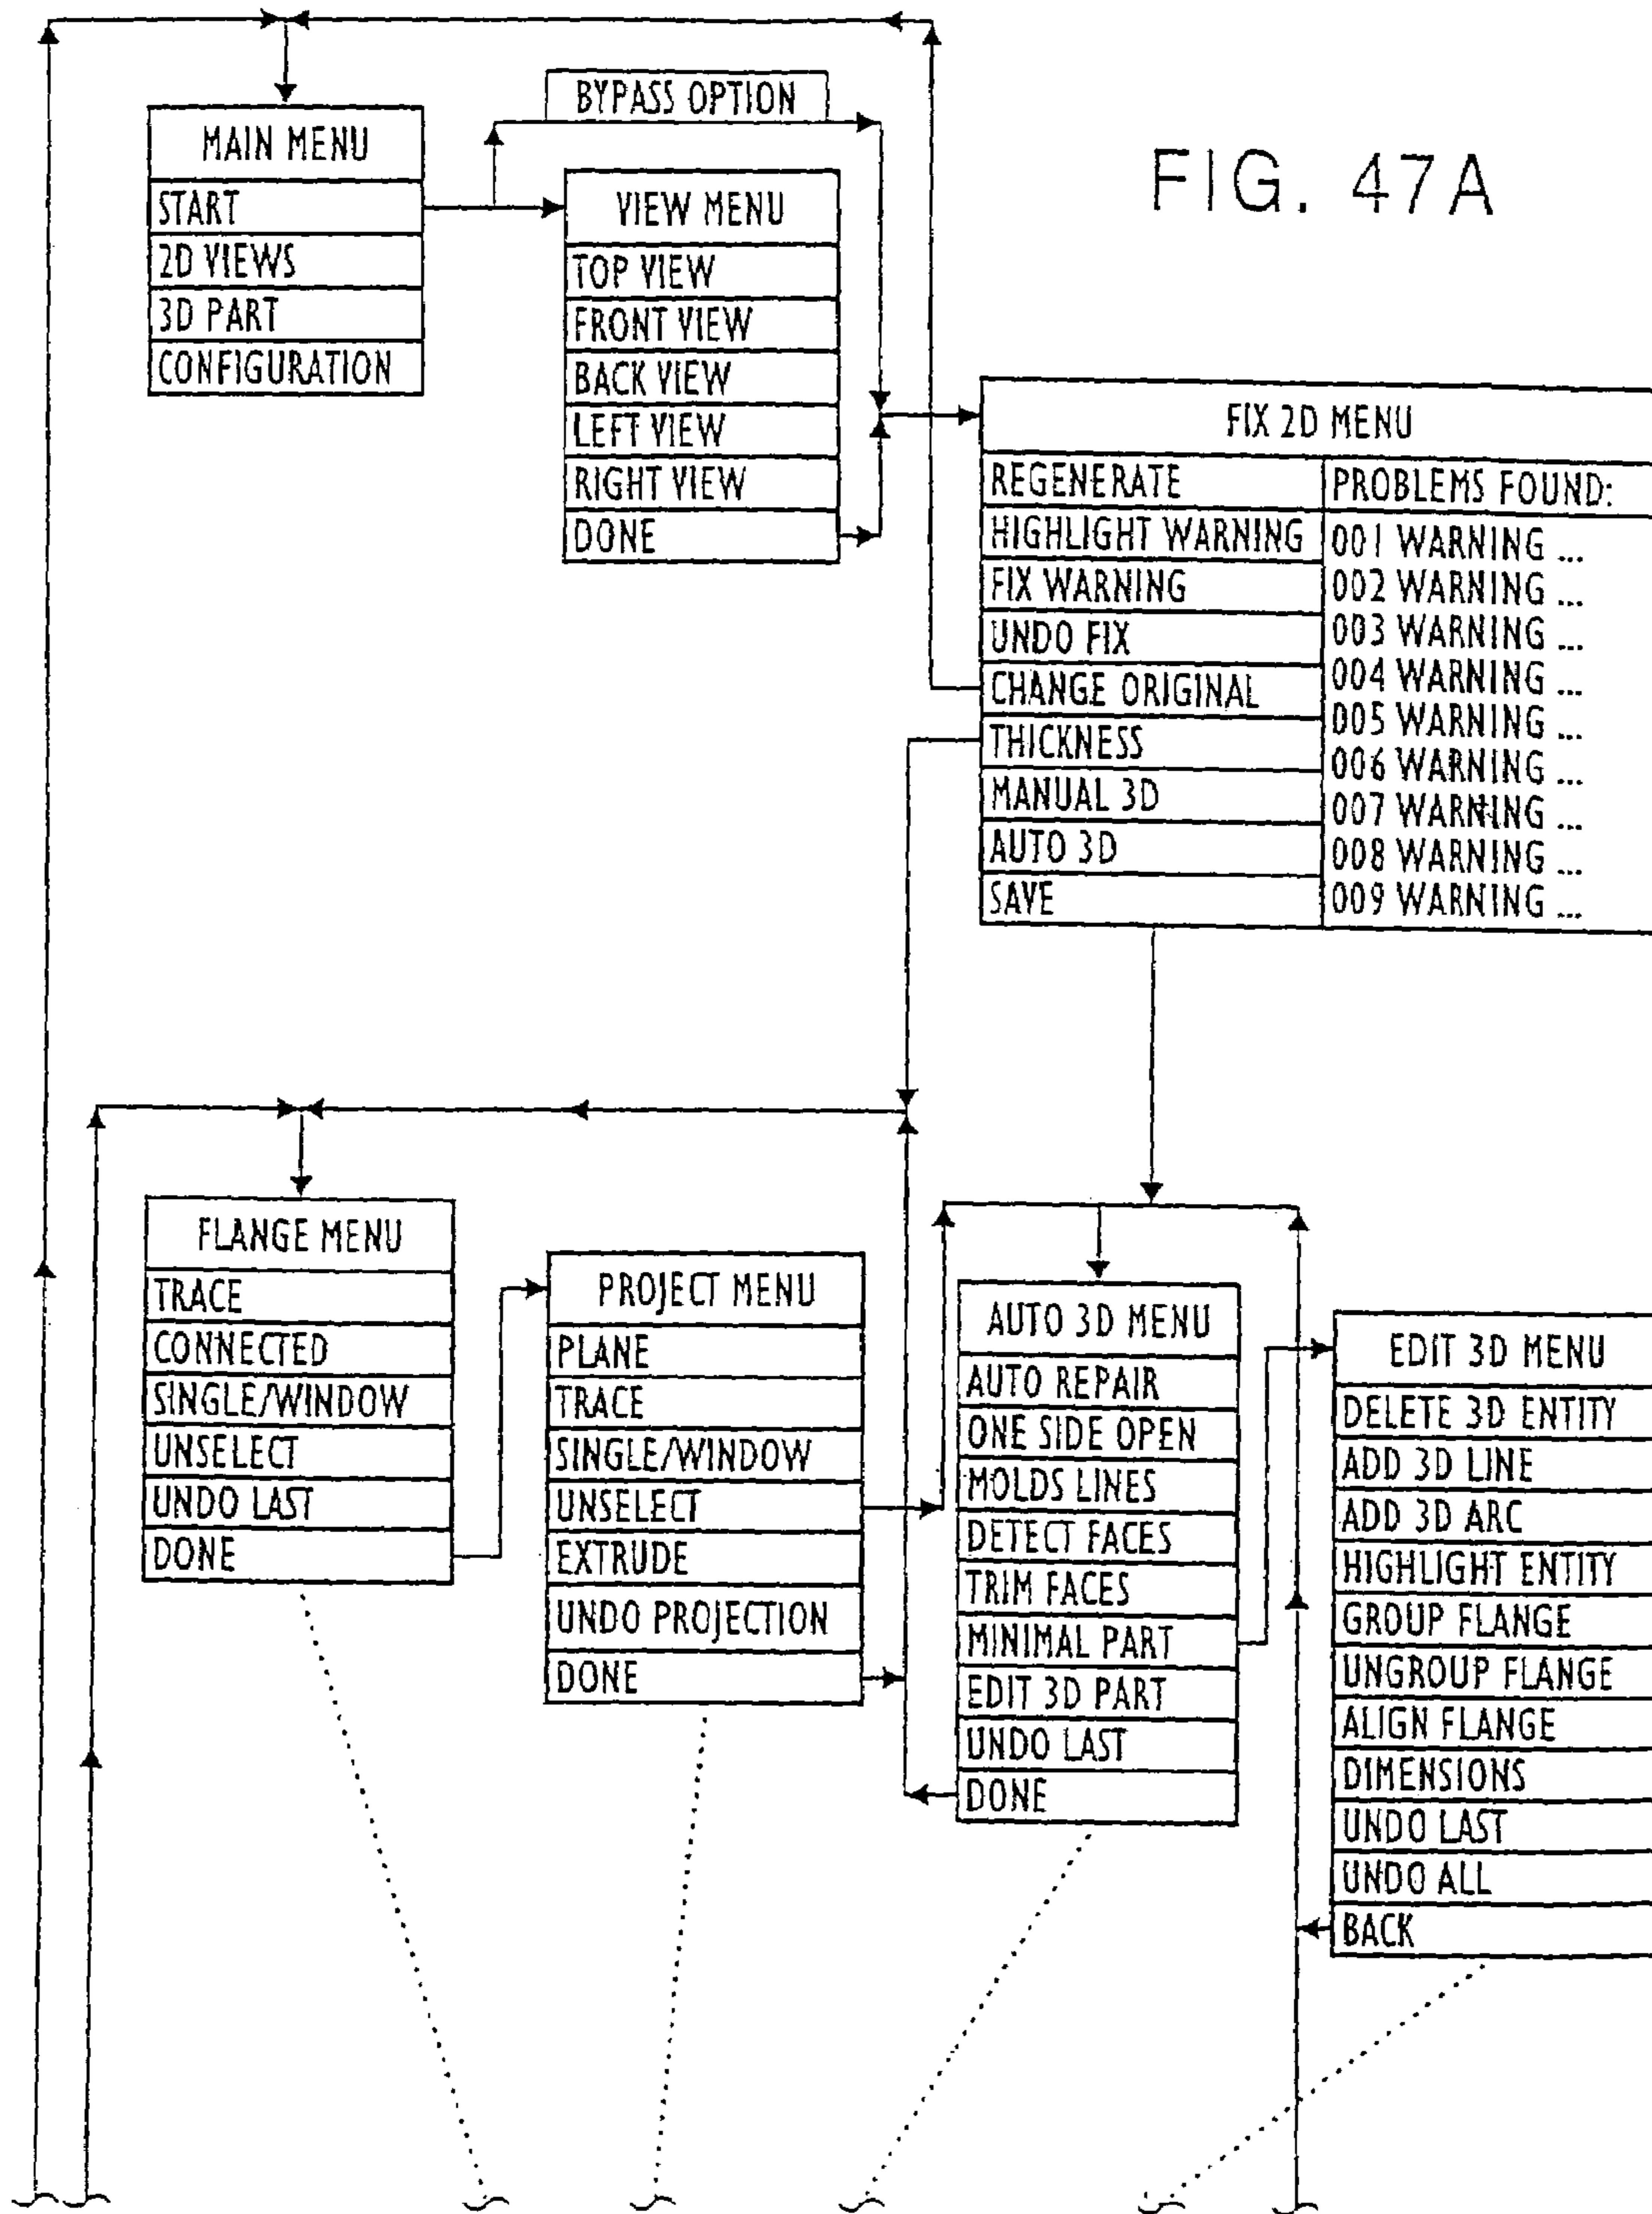 FIG. 47A
MAIN MENU
START
2D VIEWS
3D PART
CONFIGURATION
BYPASS OPTION
VIEW MENU
TOP VIEW
FRONT VIEW
BACK VIEW
LEFT VIEW
RIGHT VIEW
DONE
FIX 2D MENU
REGENERATE
HIGHLIGHT WARNING
FIX WARNING
UNDO FIX
CHANGE ORIGINAL
THICKNESS
MANUAL 3D
AUTO 3D
SAVE
PROBLEMS FOUND:
001 WARNING ...
002 WARNING ...
003 WARNING ...
004 WARNING ...
005 WARNING ...
006 WARNING ...
007 WARNING ...
008 WARNING ...
009 WARNING ...
FLANGE MENU
TRACE
CONNECTED
SINGLE/WINDOW
UNSELECT
UNDO LAST
DONE
PROJECT MENU
PLANE
TRACE
SINGLE/WINDOW
UNSELECT
EXTRUDE
UNDO PROJECTION
DONE
AUTO 3D MENU
AUTO REPAIR
ONE SIDE OPEN
MOLDS LINES
DETECT FACES
TRIM FACES
MINIMAL PART
EDIT 3D PART
UNDO LAST
DONE
EDIT 3D MENU
DELETE 3D ENTITY
ADD 3D LINE
ADD 3D ARC
HIGHLIGHT ENTITY
GROUP FLANGE
UNGROUP FLANGE
ALIGN FLANGE
DIMENSIONS
UNDO LAST
UNDO ALL
BACK